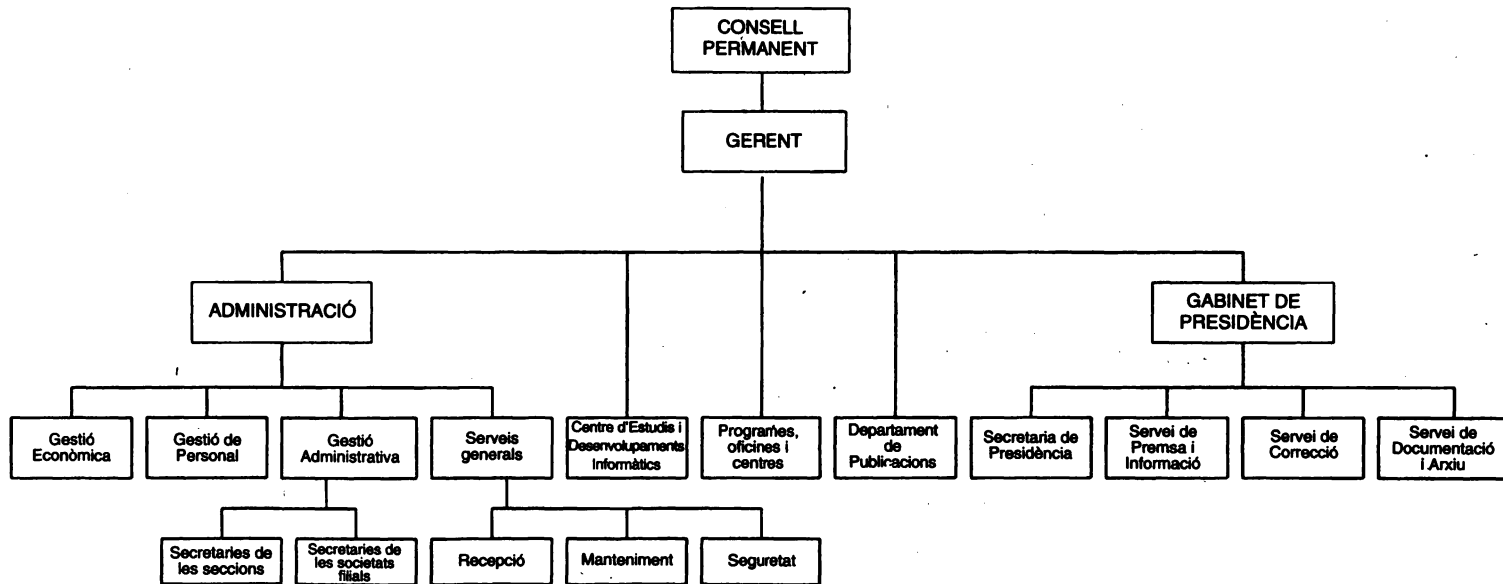 CONSELL
PERMANENT
GERENT
ADMINISTRACIÓ
GABINET DE
PRESIDÈNCIA
Gestió
Econòmica
Gestió de
Personal
Gestió
Administrativa
Serveis
generals
Centre d'Estudis i
Desenvolupaments
Informàtics
Programes,
oficines i
centres
Departament
de
Publicacions
Secretaria de
Presidència
Servei de
Premsa i
Informació
Servei de
Correcció
Servei de
Documentació
i Arxiu
Secretaries de
les seccions
Secretaries de
les societats
filials
Recepció
Manteniment
Seguretat